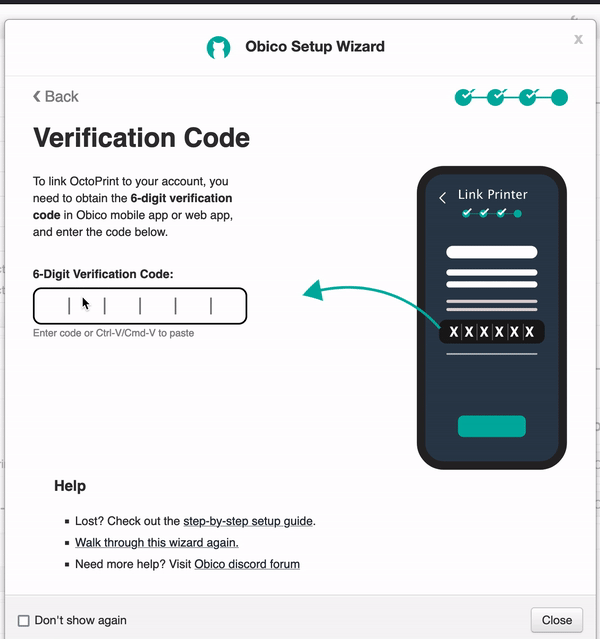 Obico Setup Wizard
x
Back
Verification Code
To link OctoPrint to your account, you
need to obtain the 6-digit verification
code in Obico mobile app or web app,
and enter the code below.
6-Digit Verification Code:
Enter code or Ctrl-V/Cmd-V to paste
Link Printer
X X X X X X
Help
Lost? Check out the step-by-step setup guide.
Walk through this wizard again.
Need more help? Visit Obico discord forum
Don't show again
Close